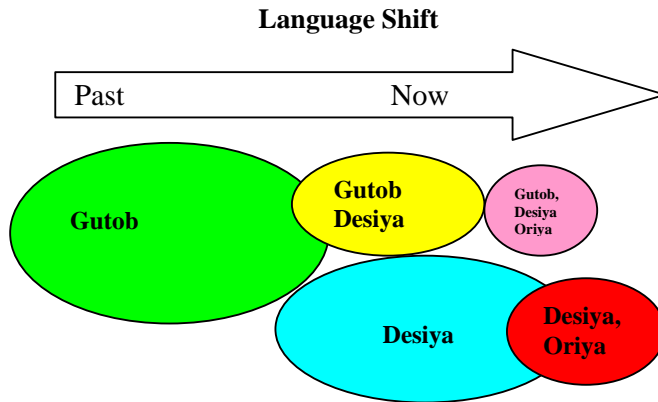 Language Shift
Past Now
Gutob
Gutob
Desiya
Gutob,
Desiya
Oriya
Desiya
Desiya,
Oriya